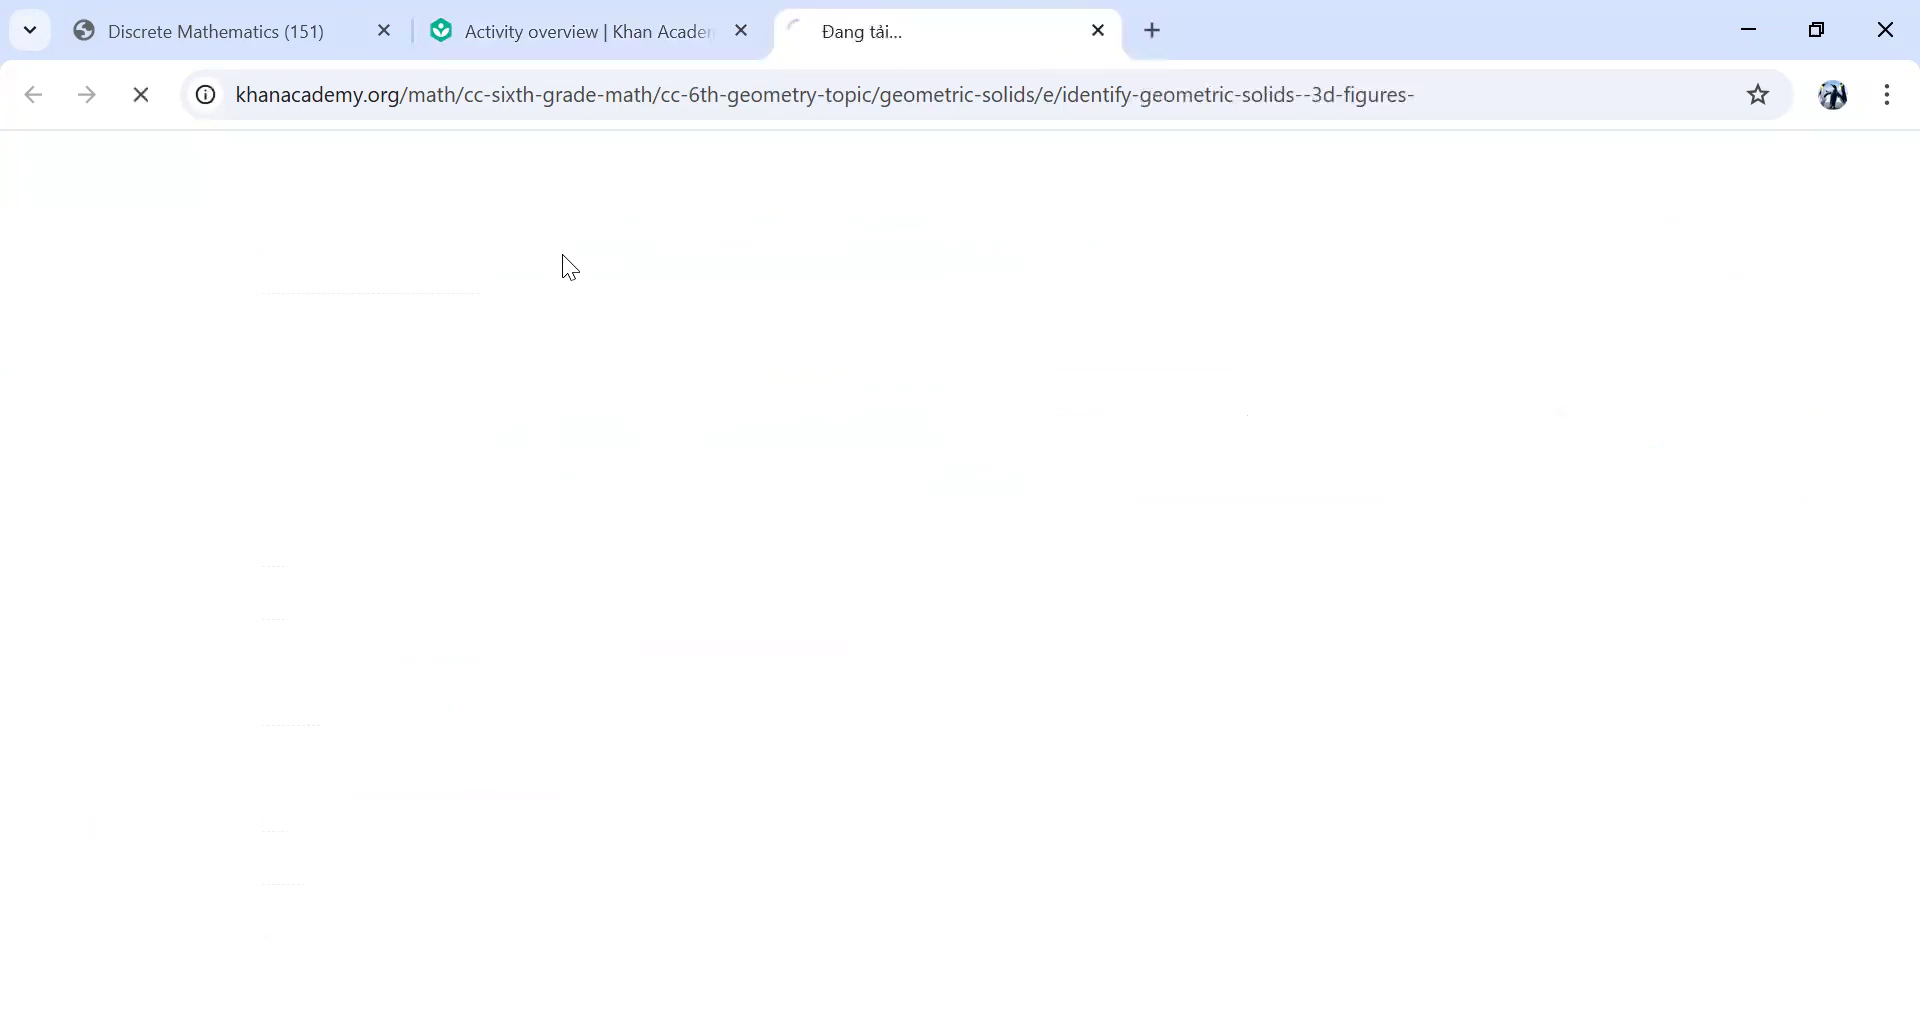 Discrete Mathematics (151)
Activity overview | Khan Acader
Đang tải...
khanacademy.org/math/cc-sixth-grade-math/cc-6th-geometry-topic/geometric-solids/e/identify-geometric-solids--3d-figures-